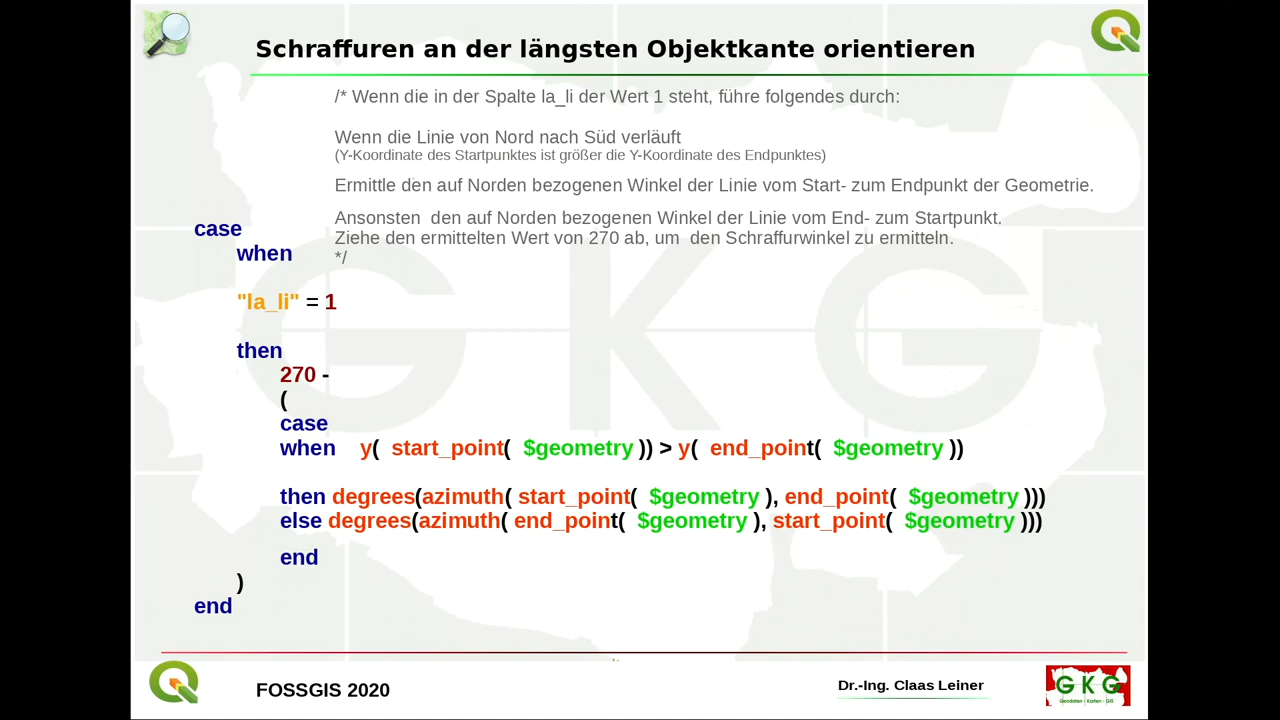 Schraffuren an der längsten Objektkante orientieren
/* Wenn die in der Spalte la_li der Wert 1 steht, führe folgendes durch:
Wenn die Linie von Nord nach Süd verläuft
(Y-Koordinate des Startpunktes ist größer die Y-Koordinate des Endpunktes)
Ermittle den auf Norden bezogenen Winkel der Linie vom Start- zum Endpunkt der Geometrie.
Ansonsten den auf Norden bezogenen Winkel der Linie vom End- zum Startpunkt.
Ziehe den ermittelten Wert von 270 ab, um den Schraffurwinkel zu ermitteln.
*/
case
when
"la_li" = 1
then
270 -
(
case
when y( start_point( $geometry )) > y( end_point( $geometry ))
then degrees(azimuth( start_point( $geometry ), end_point( $geometry )))
else degrees(azimuth( end_point( $geometry ), start_point( $geometry )))
end
)
end
GKG
FOSSGIS 2020
Dr.-Ing. Claas Leiner
GKG
Geodaten - Karten - GIS